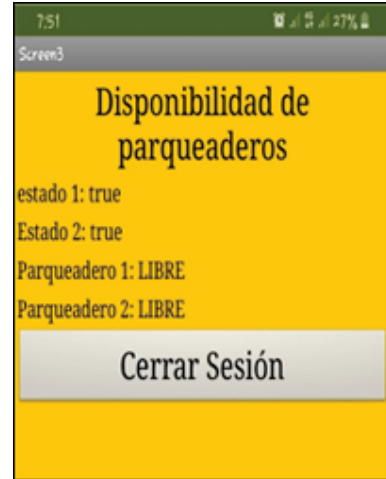 7:51
27%
Screen3
Disponibilidad de
parqueaderos
estado 1: true
Estado 2: true
Parqueadero 1: LIBRE
Parqueadero 2: LIBRE
Cerrar Sesión